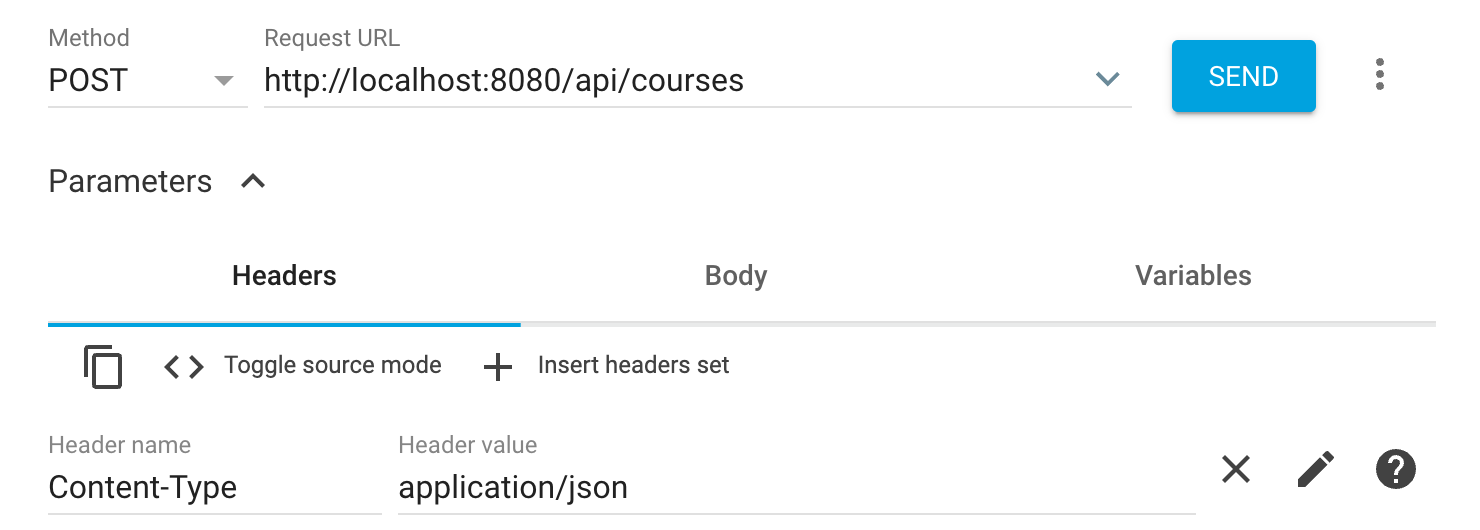 Method Request URL
POST http://localhost:8080/api/courses SEND
Parameters
Headers Body Variables
Toggle source mode Insert headers set
Header name Header value
Content-Type application/json